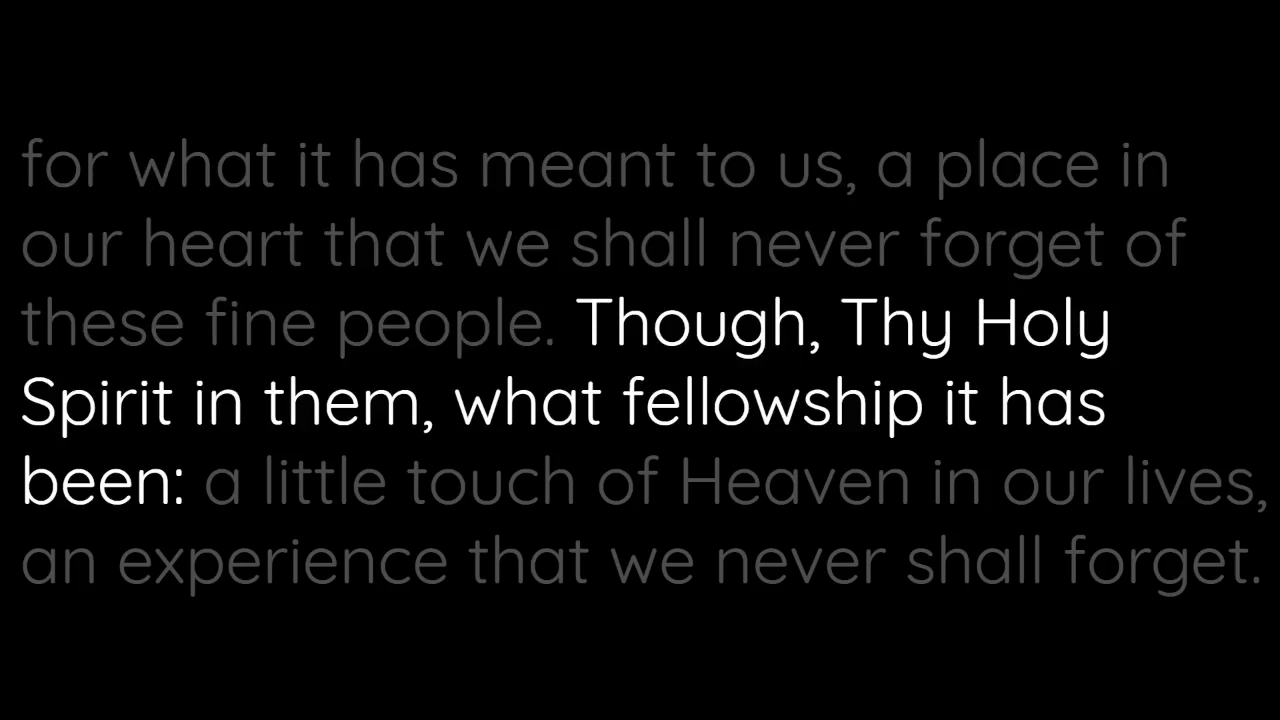 for what it has meant to us, a place in
our heart that we shall never forget of
these fine people. Though, Thy Holy
Spirit in them, what fellowship it has
been: a little touch of Heaven in our lives,
an experience that we never shall forget.